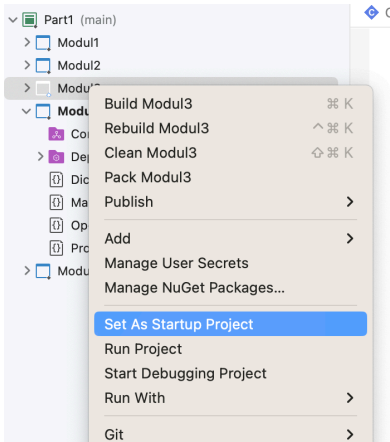 Part1 (main)
Modul1
Modul2
Build Modul3 ⌘ K
Rebuild Modul3 ^ ⌘ K
Clean Modul3 ⇧ ⌘ K
Pack Modul3
Publish
Add
Manage User Secrets
Manage NuGet Packages...
Set As Startup Project
Run Project
Start Debugging Project
Run With
Git